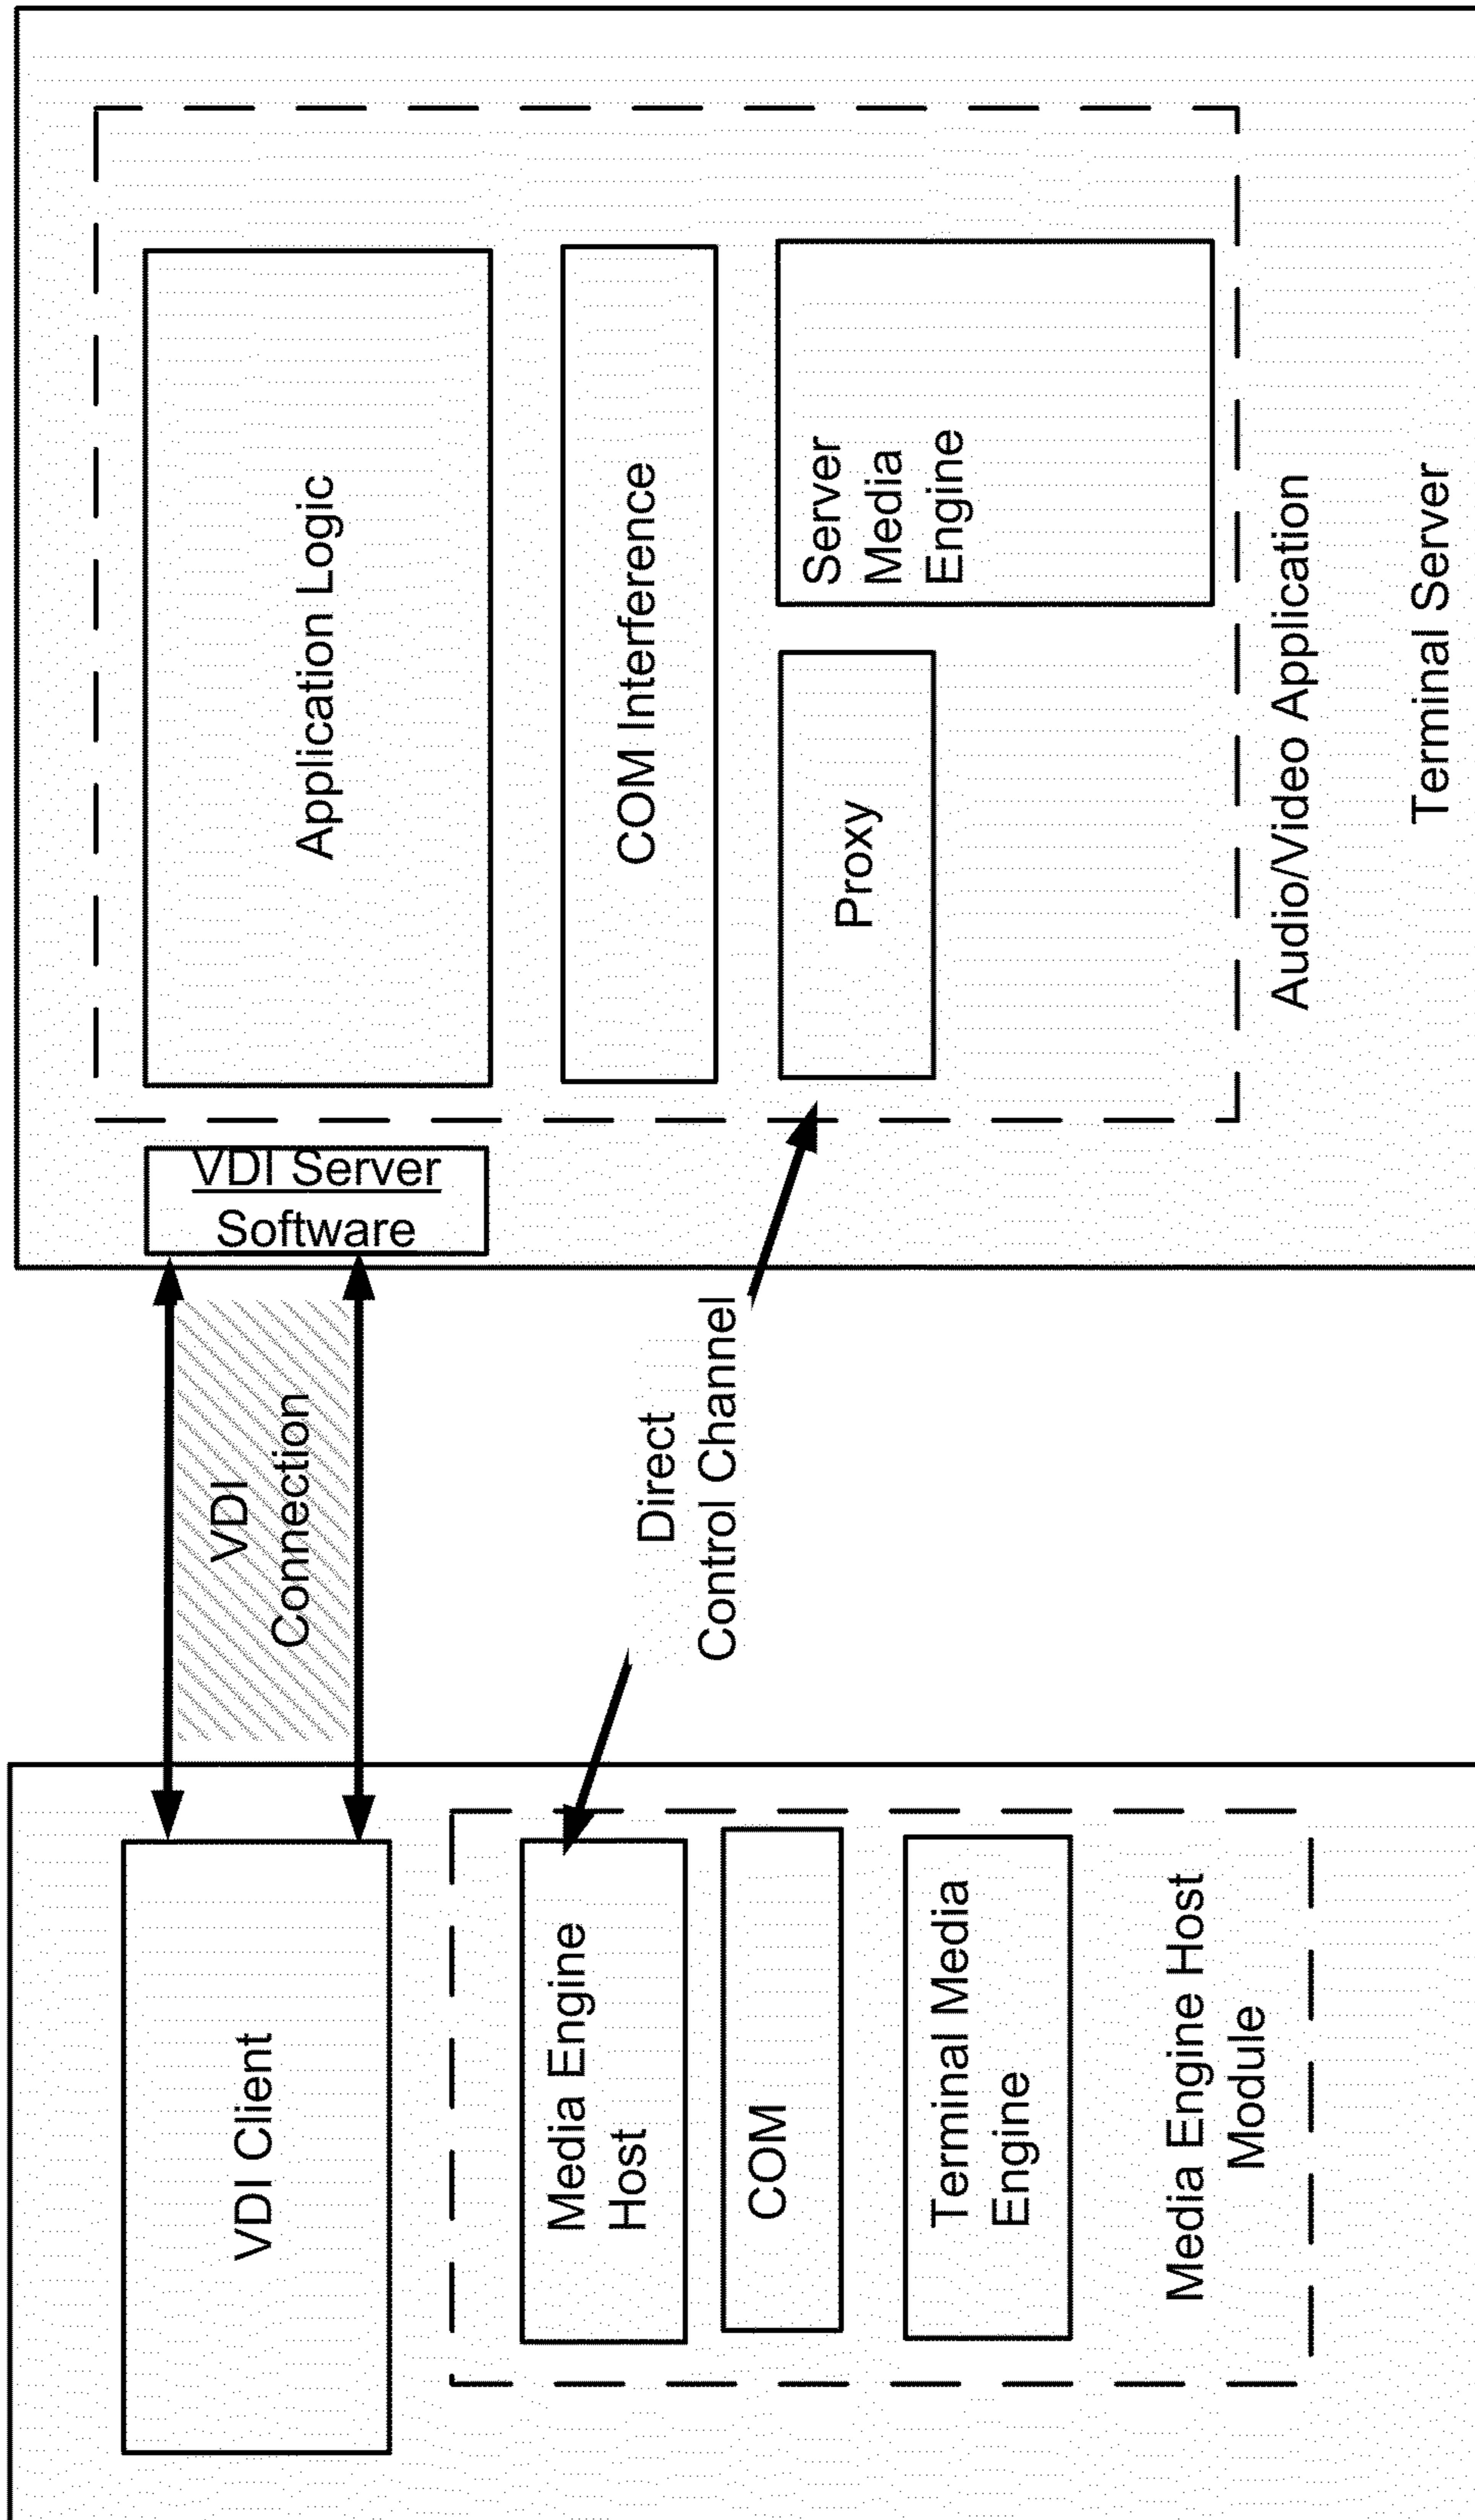 VDI Client
Media Engine
Host
COM
Terminal Media
Engine
Media Engine Host
Module
VDI
Connection
Direct
Control Channel
VDI Server
Software
Application Logic
COM Interference
Proxy
Server
Media
Engine
Audio/Video Application
Terminal Server